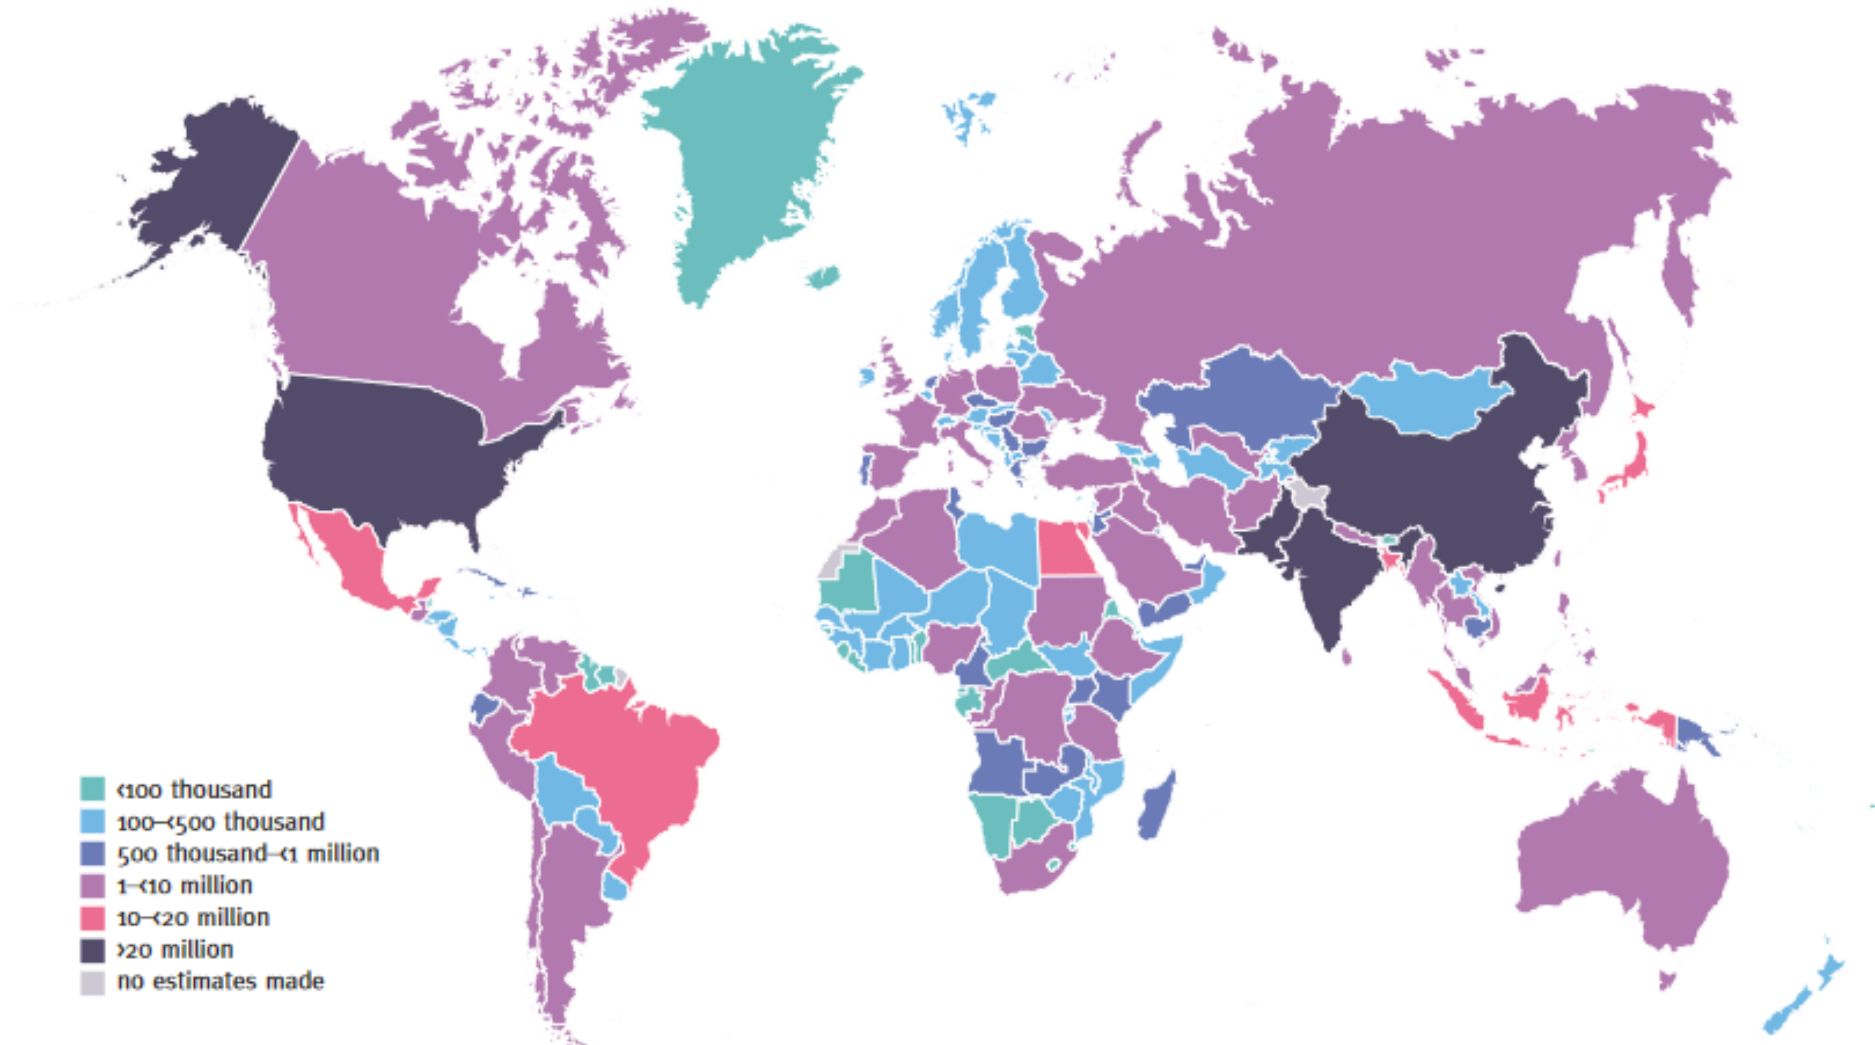 <100 thousand
100–<500 thousand
500 thousand–<1 million
1–<10 million
10–<20 million
>20 million
no estimates made